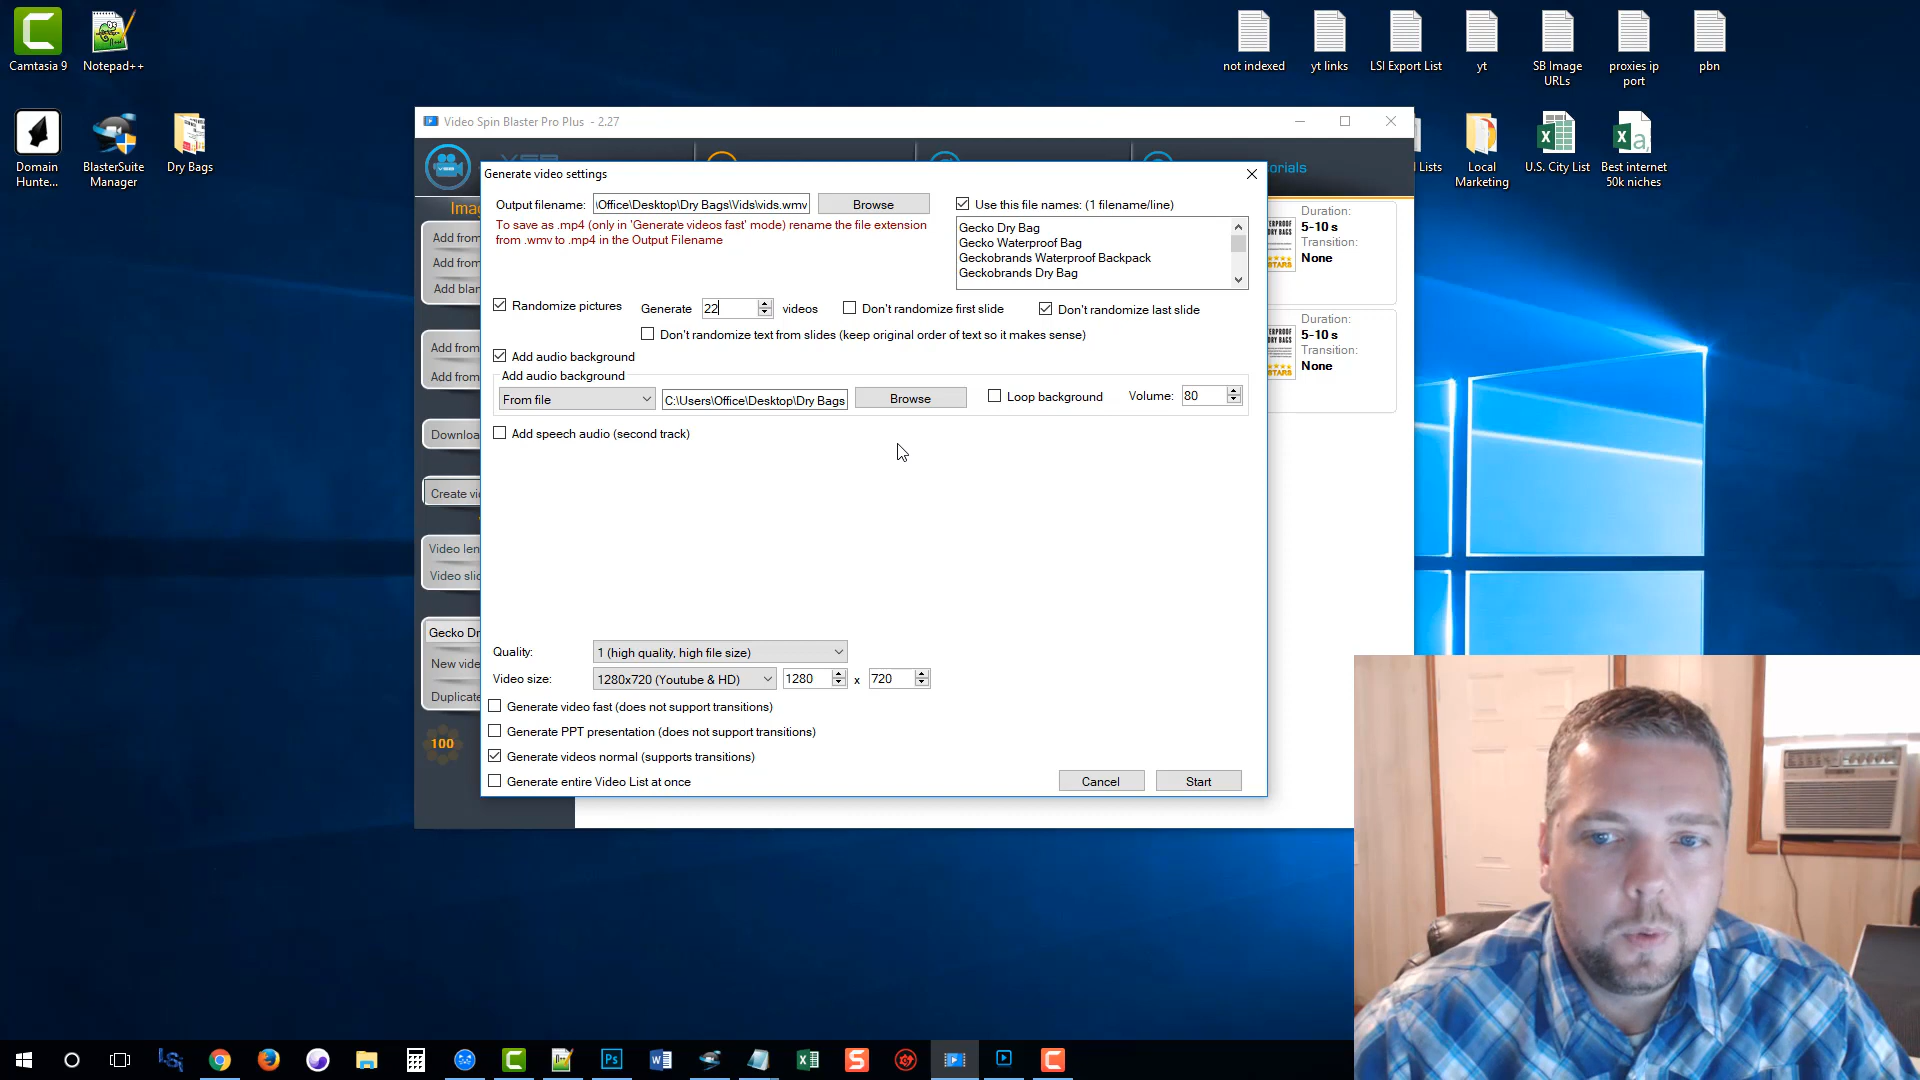 Camtasia 9
Notepad++
not indexed
yt links
LSI Export List
yt
SB Image
URLs
proxies ip
port
pbn
Domain
Hunte...
BlasterSuite
Manager
Dry Bags
Lists
Local
Marketing
U.S. City List
Best internet
50k niches
Video Spin Blaster Pro Plus - 2.27
orials
Imag
Add from
Add from
Add blan
Add from
Add from
Downloa
Create vi
Video len
Video slid
Gecko Dr
New vide
Duplicate
100
Generate video settings
Output filename:
\Office\Desktop\Dry Bags\Vids\vids.wmv
Browse
Use this file names: (1 filename/line)
To save as .mp4 (only in 'Generate videos fast' mode) rename the file extension
from .wmv to .mp4 in the Output Filename
Gecko Dry Bag
Gecko Waterproof Bag
Geckobrands Waterproof Backpack
Geckobrands Dry Bag
Randomize pictures
Generate
22
videos
Don't randomize first slide
Don't randomize last slide
Don't randomize text from slides (keep original order of text so it makes sense)
Add audio background
Add audio background
From file
C:\Users\Office\Desktop\Dry Bags
Browse
Loop background
Volume:
80
Add speech audio (second track)
Quality:
1 (high quality, high file size)
Video size:
1280x720 (Youtube & HD)
1280
x
720
Generate video fast (does not support transitions)
Generate PPT presentation (does not support transitions)
Generate videos normal (supports transitions)
Generate entire Video List at once
Cancel
Start
Duration:
5-10 s
Transition:
None
DRY BAGS
STARS
Duration:
5-10 s
Transition:
None
DRY BAGS